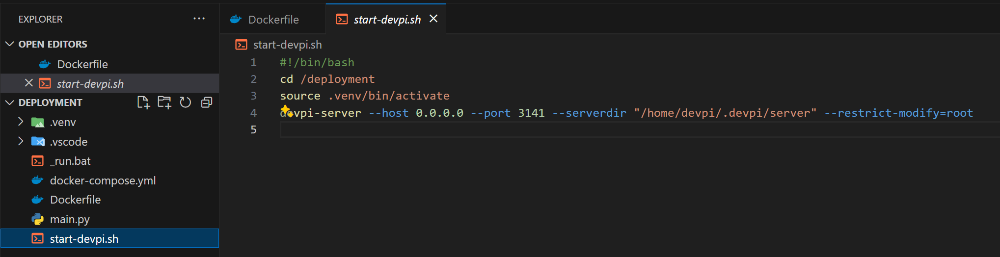 EXPLORER
OPEN EDITORS
Dockerfile
start-devpi.sh
DEPLOYMENT
.venv
.vscode
_run.bat
docker-compose.yml
Dockerfile
main.py
start-devpi.sh
Dockerfile
start-devpi.sh
start-devpi.sh
1 #!/bin/bash
2 cd /deployment
3 source .venv/bin/activate
4 devpi-server --host 0.0.0.0 --port 3141 --serverdir "/home/devpi/.devpi/server" --restrict-modify=root
5